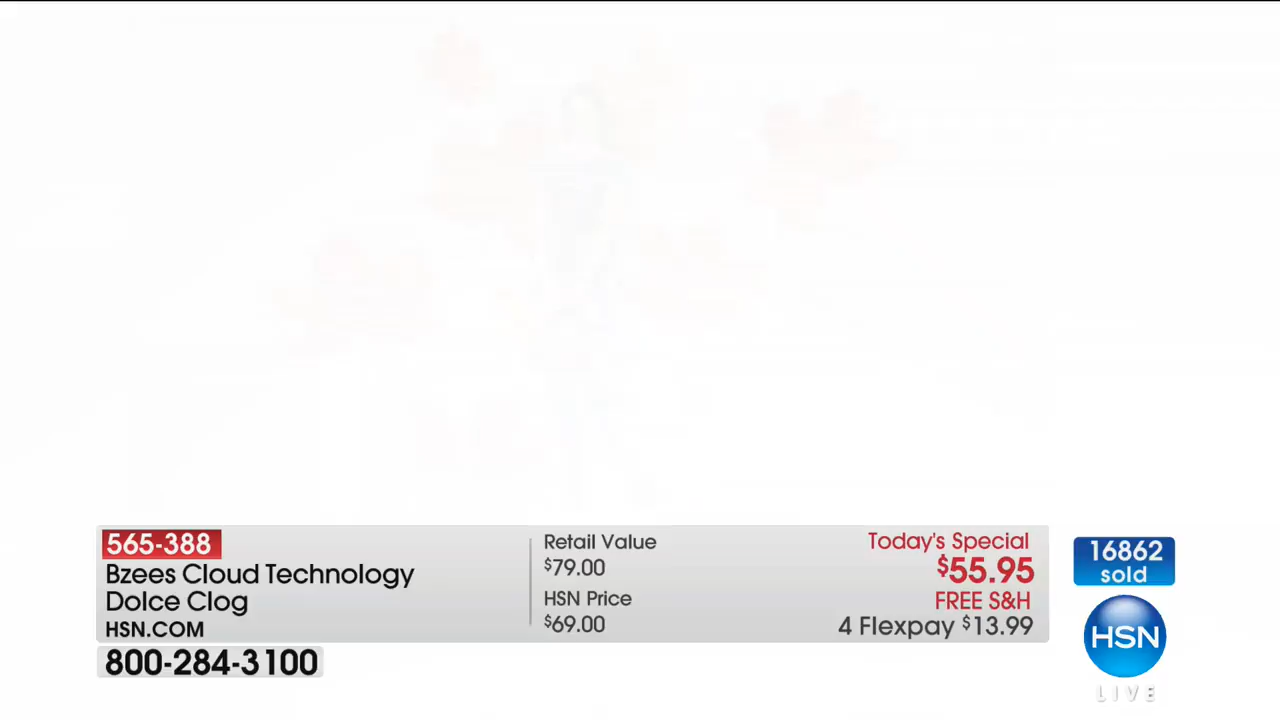 565-388
Bzees Cloud Technology
Dolce Clog
HSN.COM
800-284-3100
Retail Value
$79.00
HSN Price
$69.00
Today's Special
$55.95
FREE S&H
4 Flexpay $13.99
16862
sold
HSN
LIVE